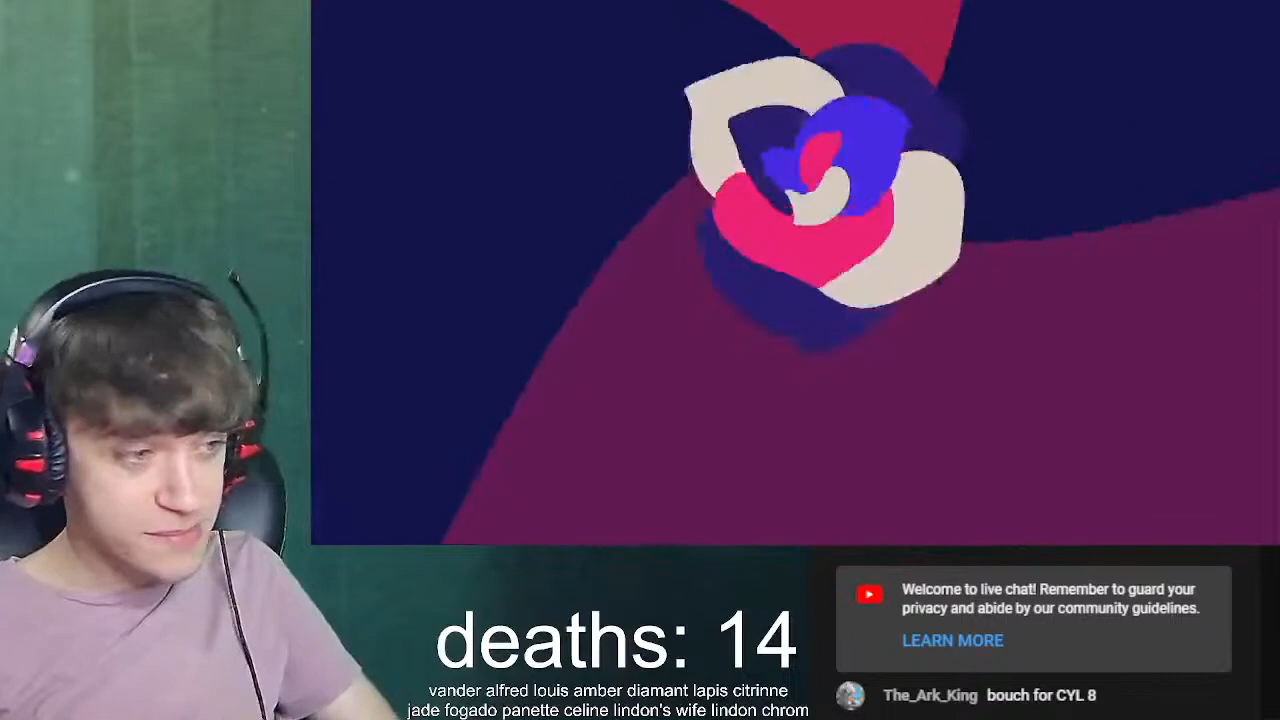 deaths: 14
vander alfred louis amber diamant lapis citrinne
jade fogado panette celine lindon's wife lindon chrom
Welcome to live chat! Remember to guard your
privacy and abide by our community guidelines.
LEARN MORE
The_Ark_King bouch for CYL 8